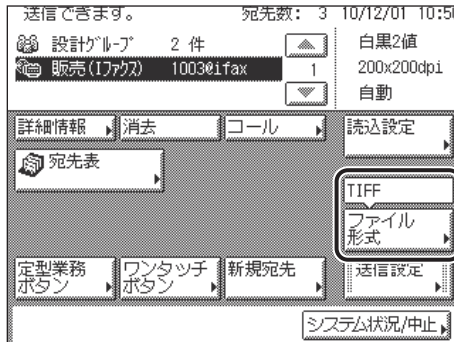 送信できます。 宛先数: 3 10/12/01 10:50
設計グループ 2 件 白黒2値
販売(Iファクス) 1003@ifax 1 200x200dpi
自動
詳細情報 消去 コール 読込設定
宛先表
TIFF
ファイル
形式
定型業務
ボタン ワンタッチ
ボタン 新規宛先 送信設定
システム状況/中止